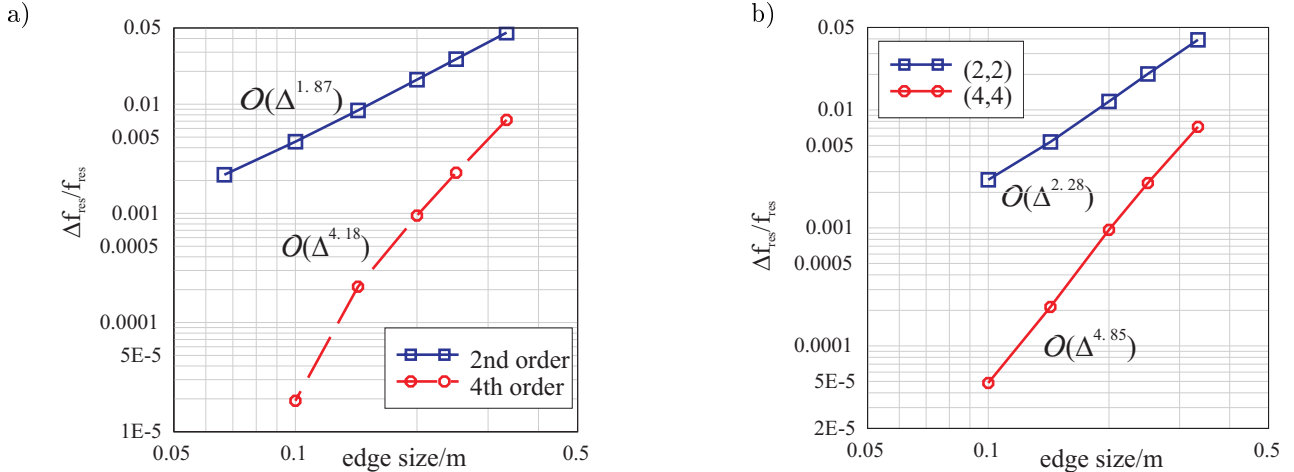 a)
0.05
0.01
0.005
0.001
0.0005
0.0001
5E-5
1E-5
Δf_res/f_res
O(Δ^1.87)
O(Δ^4.18)
2nd order
4th order
0.05
0.1
0.5
edge size/m
b)
0.05
0.01
0.005
0.001
0.0005
0.0001
5E-5
2E-5
Δf_res/f_res
(2,2)
(4,4)
O(Δ^2.28)
O(Δ^4.85)
0.05
0.1
0.5
edge size/m